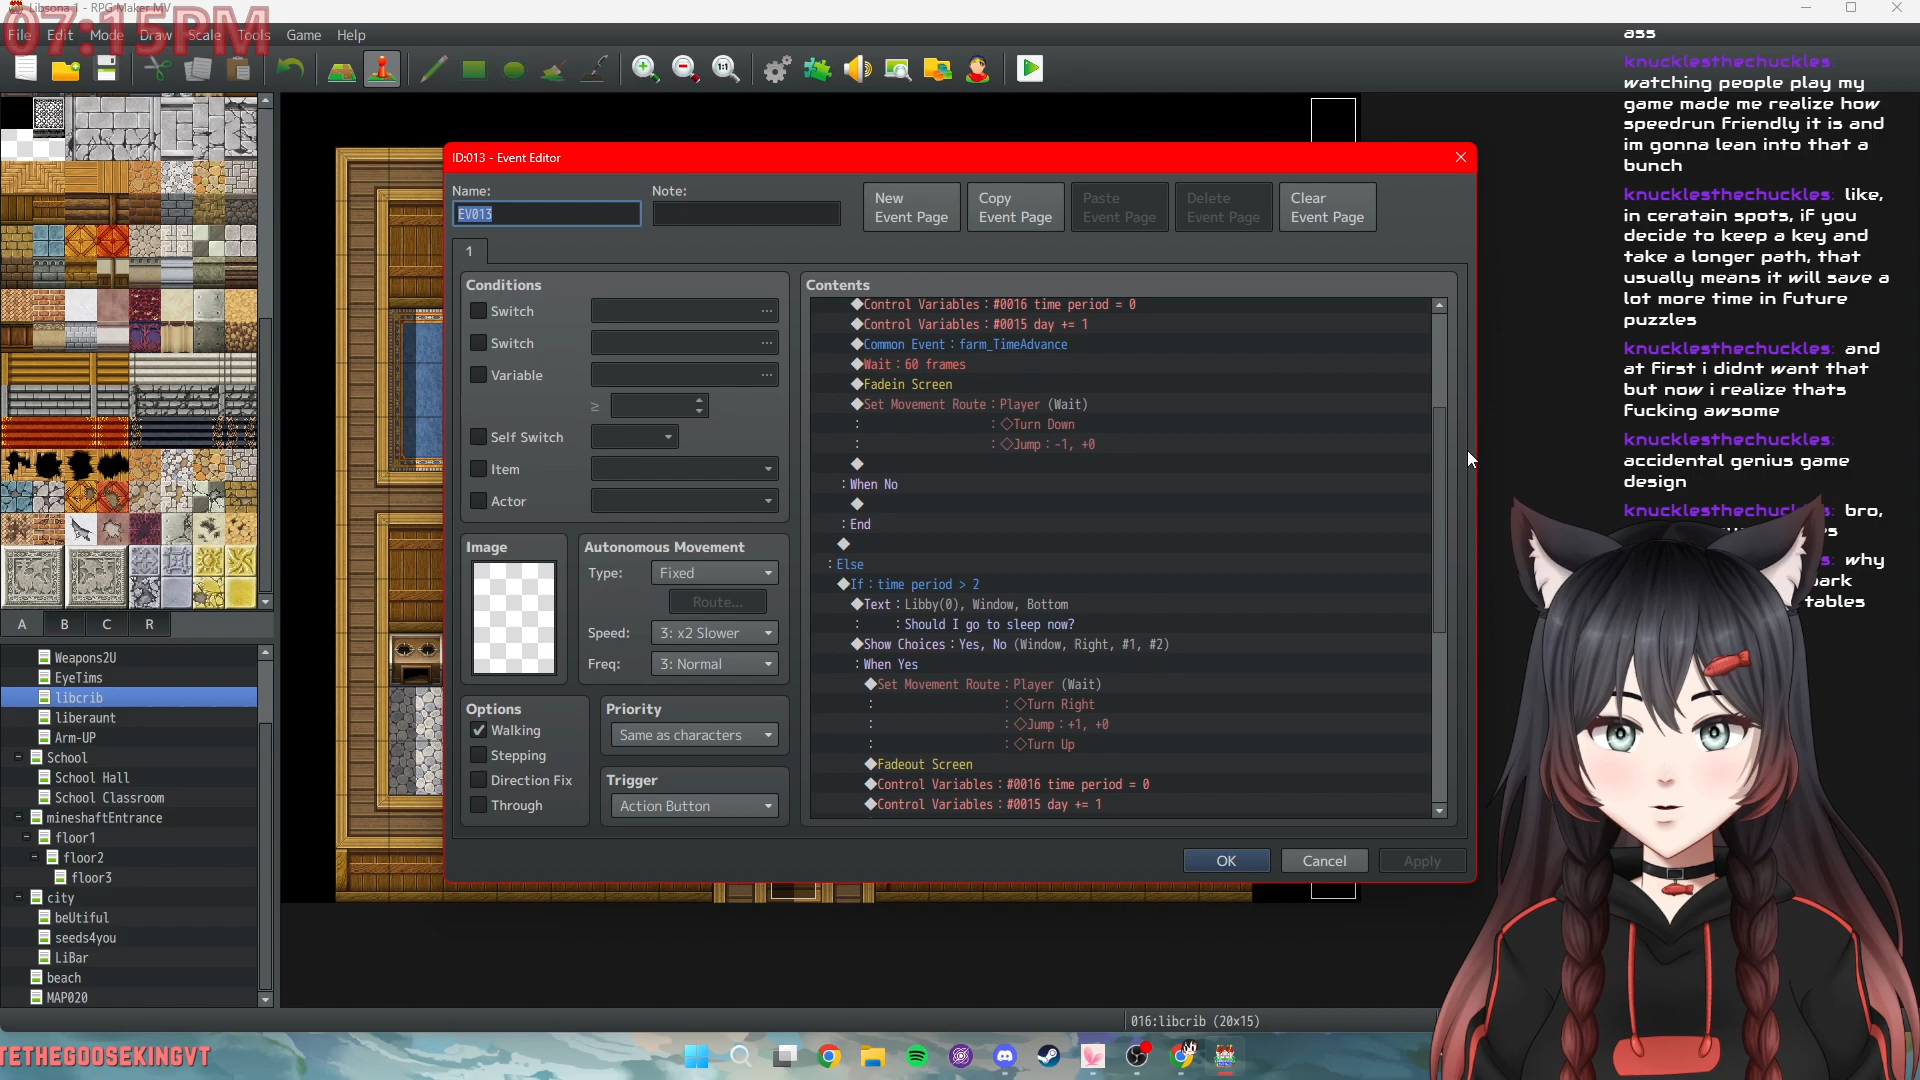 Libsona 1 - RPG Maker MV
07:15PM
File Edit Mode Draw Scale Tools Game Help
ID:013 - Event Editor
Name:
EV013
Note:
New
Event Page
Copy
Event Page
Paste
Event Page
Delete
Event Page
Clear
Event Page
1
Conditions
Switch
Switch
Variable
≥
Self Switch
Item
Actor
Image
Autonomous Movement
Type: Fixed
Route...
Speed: 3: x2 Slower
Freq: 3: Normal
Options
Walking
Stepping
Direction Fix
Through
Priority
Same as characters
Trigger
Action Button
Contents
◆Control Variables : #0016 time period = 0
◆Control Variables : #0015 day += 1
◆Common Event : farm_TimeAdvance
◆Wait : 60 frames
◆Fadein Screen
◆Set Movement Route : Player (Wait)
: : ◇Turn Down
: : ◇Jump : -1, +0
◆
: When No
◆
: End
◆
: Else
◆If : time period > 2
◆Text : Libby(0), Window, Bottom
: : Should I go to sleep now?
◆Show Choices : Yes, No (Window, Right, #1, #2)
: When Yes
◆Set Movement Route : Player (Wait)
: : ◇Turn Right
: : ◇Jump : +1, +0
: : ◇Turn Up
◆Fadeout Screen
◆Control Variables : #0016 time period = 0
◆Control Variables : #0015 day += 1
OK
Cancel
Apply
A B C R
Weapons2U
EyeTims
libcrib
liberaunt
Arm-UP
School
School Hall
School Classroom
mineshaftEntrance
floor1
floor2
floor3
city
beUtiful
seeds4you
LiBar
beach
MAP020
016:libcrib (20x15)
TETHEGOOSEKINGVT
ass
knucklesthechuckles:
watching people play my
game made me realize how
speedrun friendly it is and
im gonna lean into that a
bunch
knucklesthechuckles: like,
in ceratain spots, if you
decide to keep a key and
take a longer path, that
usually means it will save a
lot more time in future
puzzles
knucklesthechuckles: and
at first i didnt want that
but now i realize thats
fucking awsome
knucklesthechuckles:
accidental genius game
design
knucklesthechuckles: bro,
s: why
ark
tables